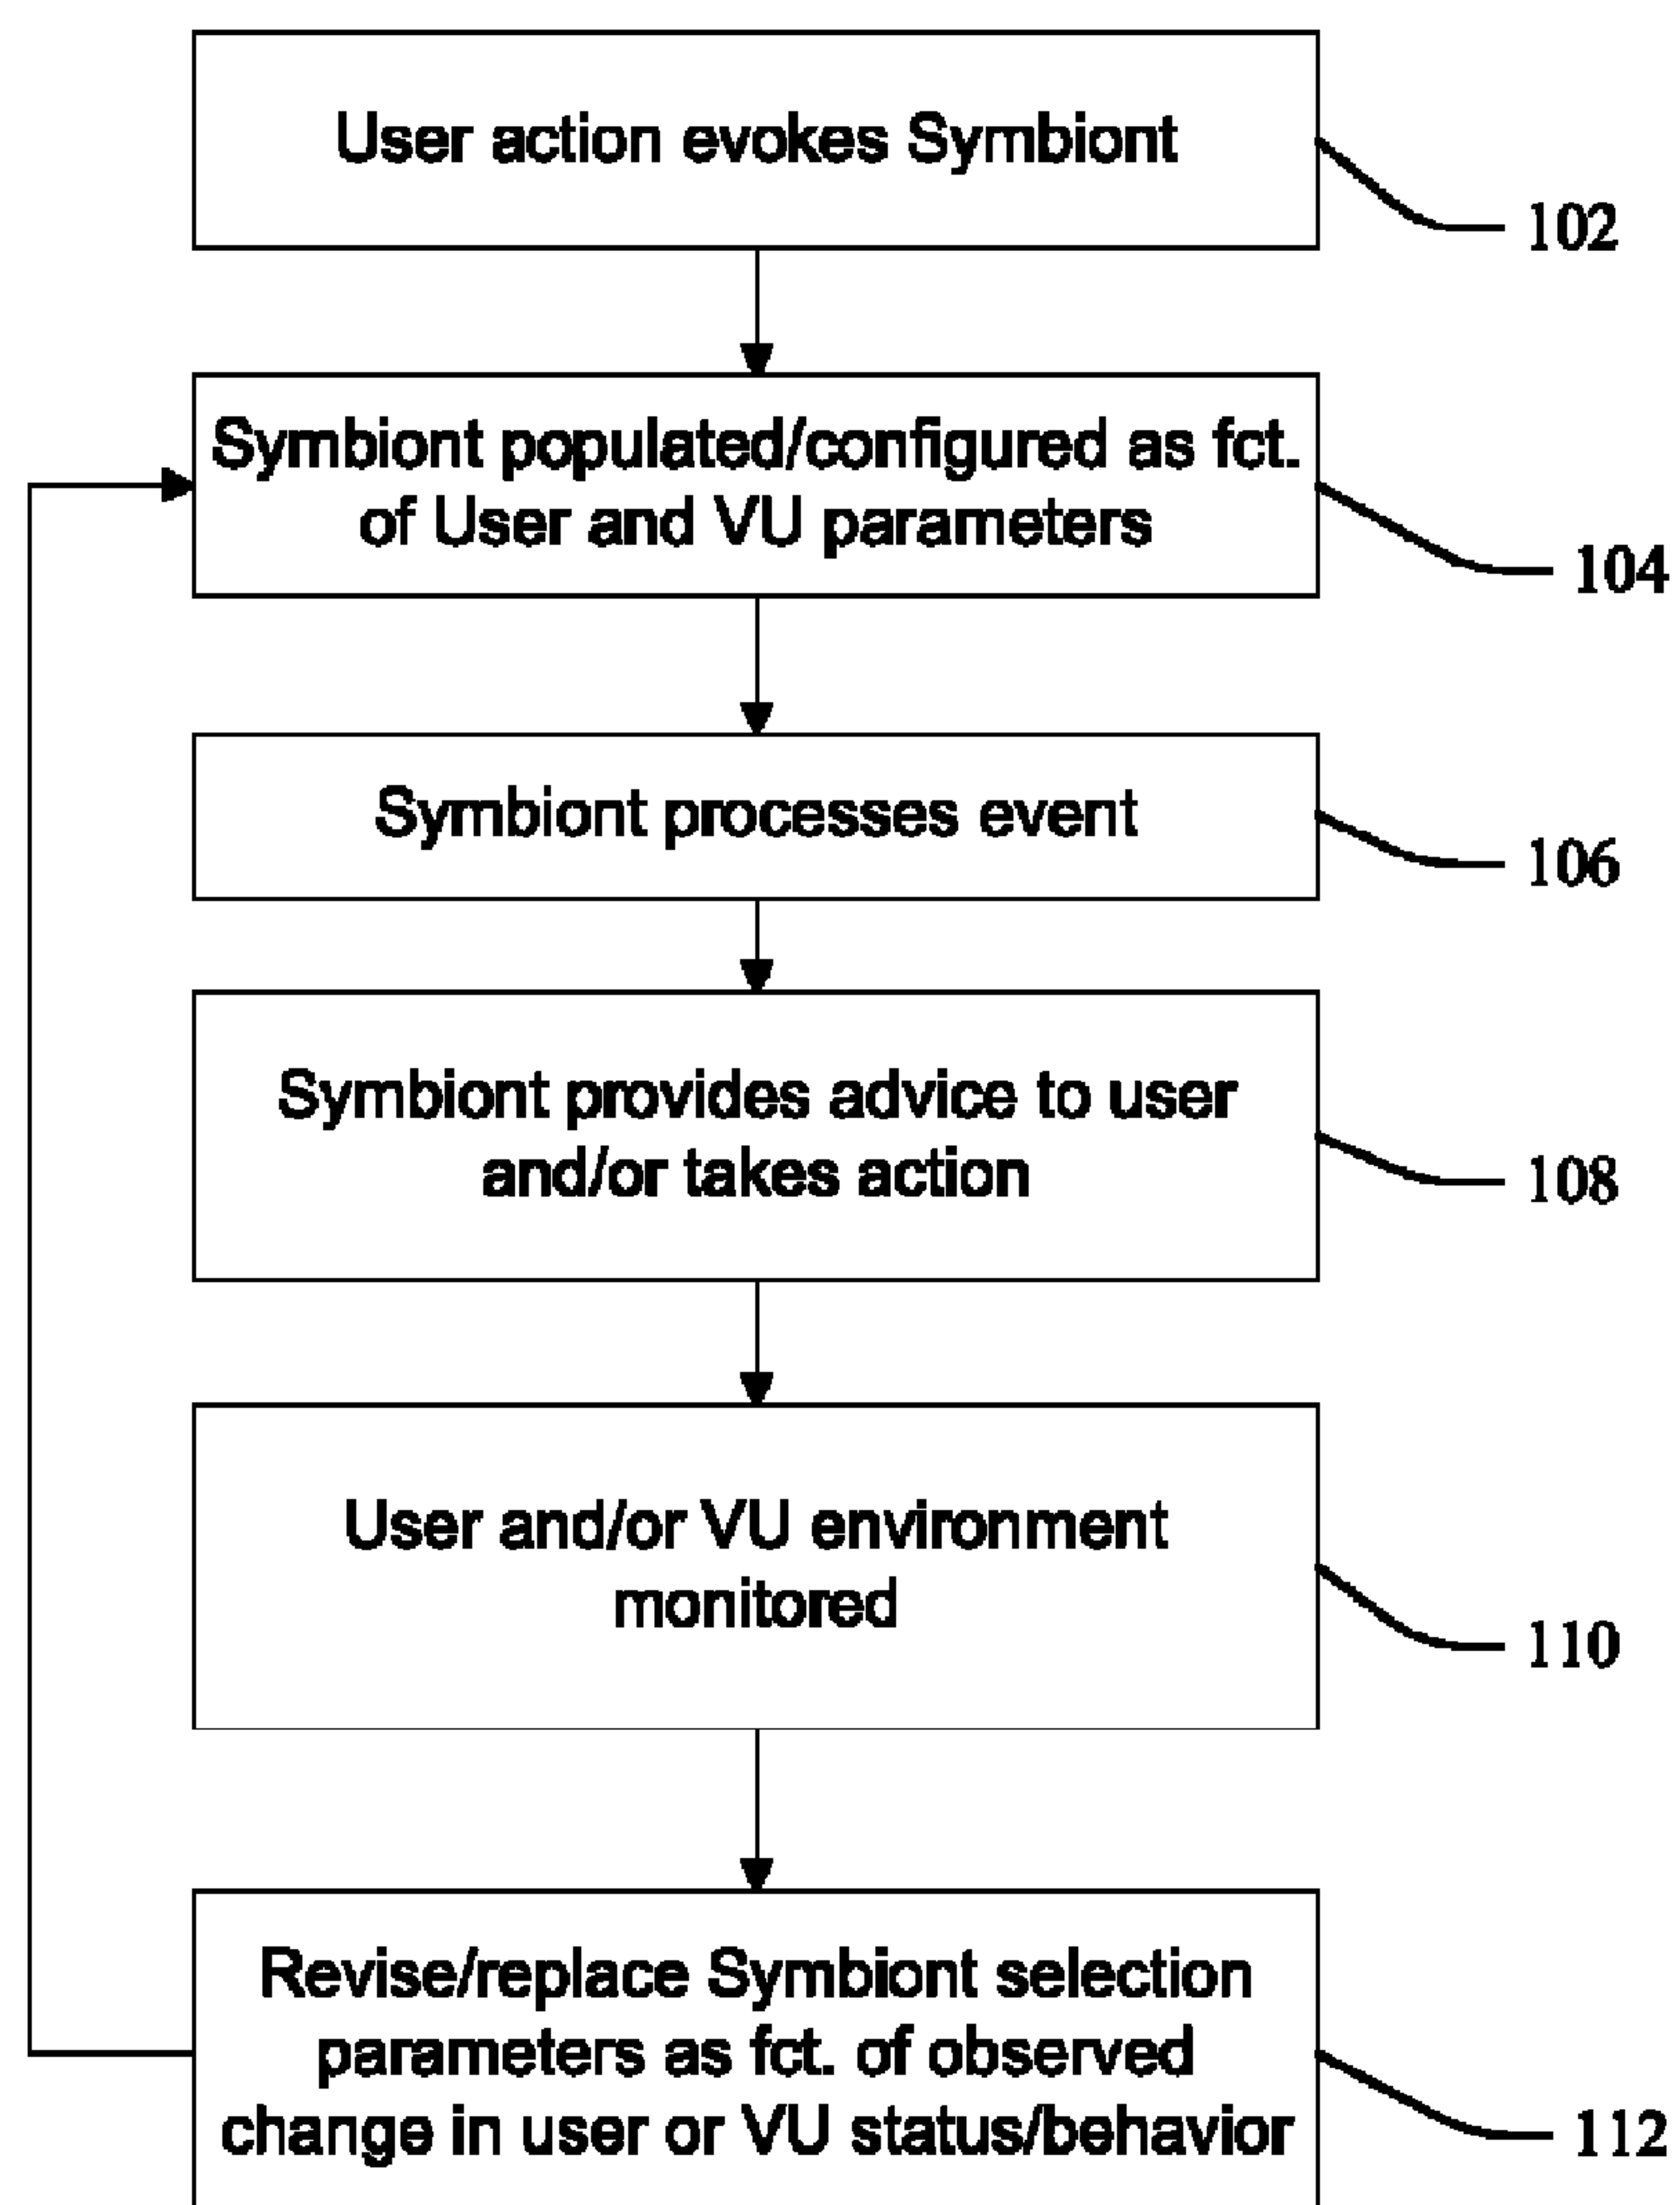 User action evokes Symbiont
102
Symbiont populated/configured as fct.
of User and VU parameters
104
Symbiont processes event
106
Symbiont provides advice to user
and/or takes action
108
User and/or VU environment
monitored
110
Revise/replace Symbiont selection
parameters as fct. of observed
change in user or VU status/behavior
112